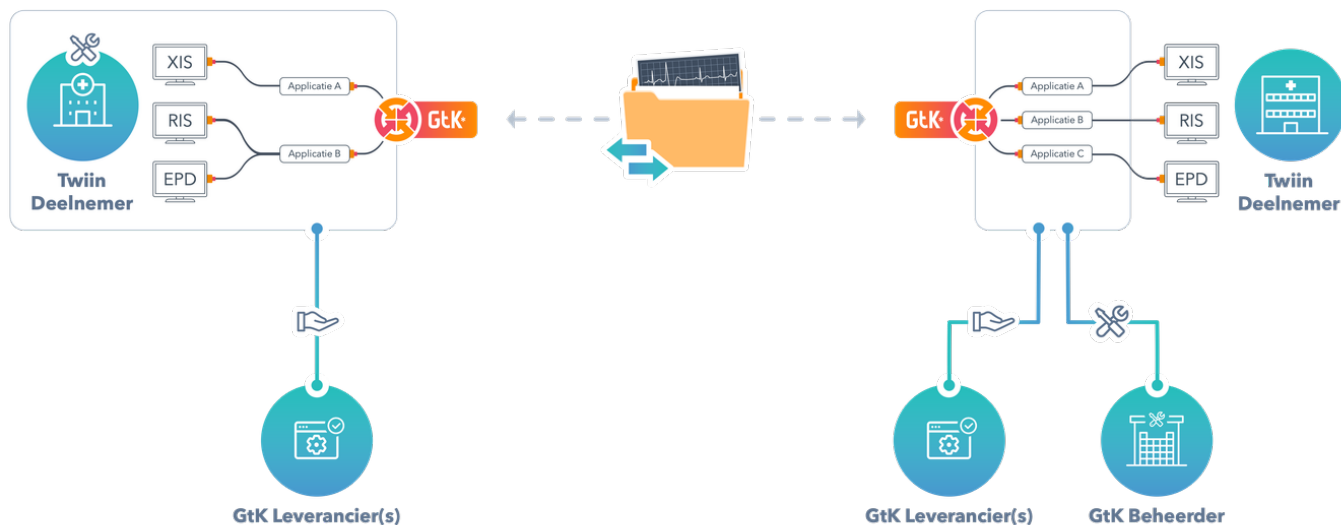 XIS
Applicatie A
RIS
Applicatie B
EPD
GtK
Twiin
Deelnemer
GtK
XIS
Applicatie A
Applicatie B
RIS
Applicatie C
EPD
Twiin
Deelnemer
GtK Leverancier(s)
GtK Leverancier(s)
GtK Beheerder